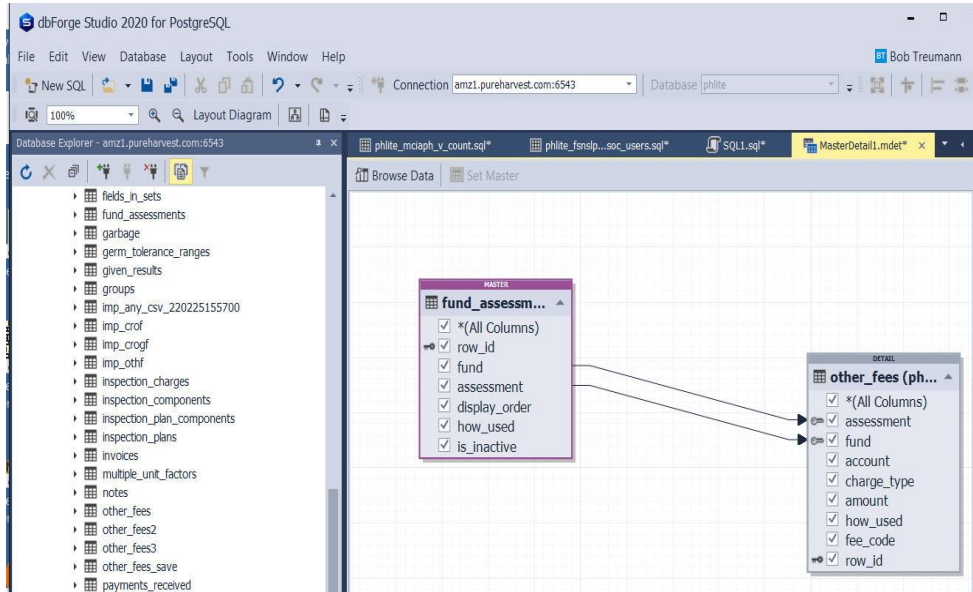 dbForge Studio 2020 for PostgreSQL
File Edit View Database Layout Tools Window Help
BT Bob Treumann
New SQL Connection amz1.pureharvest.com:6543 Database phlite
100% Layout Diagram
Database Explorer - amz1.pureharvest.com:6543
phlite_mciaph_v_count.sql* phlite_fsnslp...soc_users.sql* SQL1.sql* MasterDetail1.mdet*
Browse Data Set Master
fields_in_sets
fund_assessments
garbage
germ_tolerance_ranges
given_results
groups
imp_any_csv_220225155700
imp_crof
imp_crogf
imp_othf
inspection_charges
inspection_components
inspection_plan_components
inspection_plans
invoices
multiple_unit_factors
notes
other_fees
other_fees2
other_fees3
other_fees_save
payments_received
MASTER
fund_assessm...
*(All Columns)
row_id
fund
assessment
display_order
how_used
is_inactive
DETAIL
other_fees (ph...
*(All Columns)
assessment
fund
account
charge_type
amount
how_used
fee_code
row_id